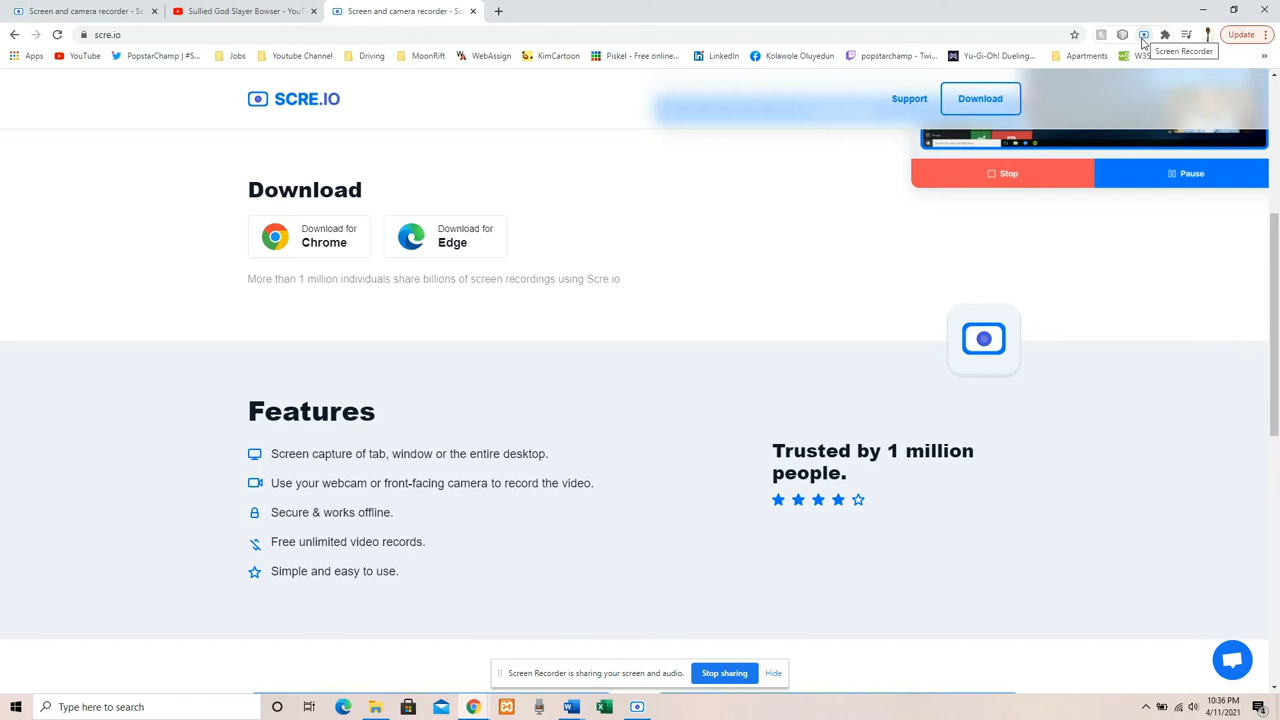 Screen and camera recorder - Sc
Sullied God Slayer Bowser - YouT
Screen and camera recorder - Sc
scre.io
Update
Screen Recorder
Apps
YouTube
PopstarChamp | #S...
Jobs
Youtube Channel
Driving
MoonRift
WebAssign
KimCartoon
Piskel - Free onlinel...
LinkedIn
Kolawole Oluyedun
popstarchamp - Twi...
Yu-Gi-Oh! Dueling...
Apartments
W3S
»
SCRE.IO
Support
Download
Stop
Pause
Download
Download for
Chrome
Download for
Edge
More than 1 million individuals share billions of screen recordings using Scre.io
Features
Screen capture of tab, window or the entire desktop.
Use your webcam or front-facing camera to record the video.
Secure & works offline.
Free unlimited video records.
Simple and easy to use.
Trusted by 1 million
people.
Screen Recorder is sharing your screen and audio.
Stop sharing
Hide
Type here to search
10:36 PM
4/11/2021